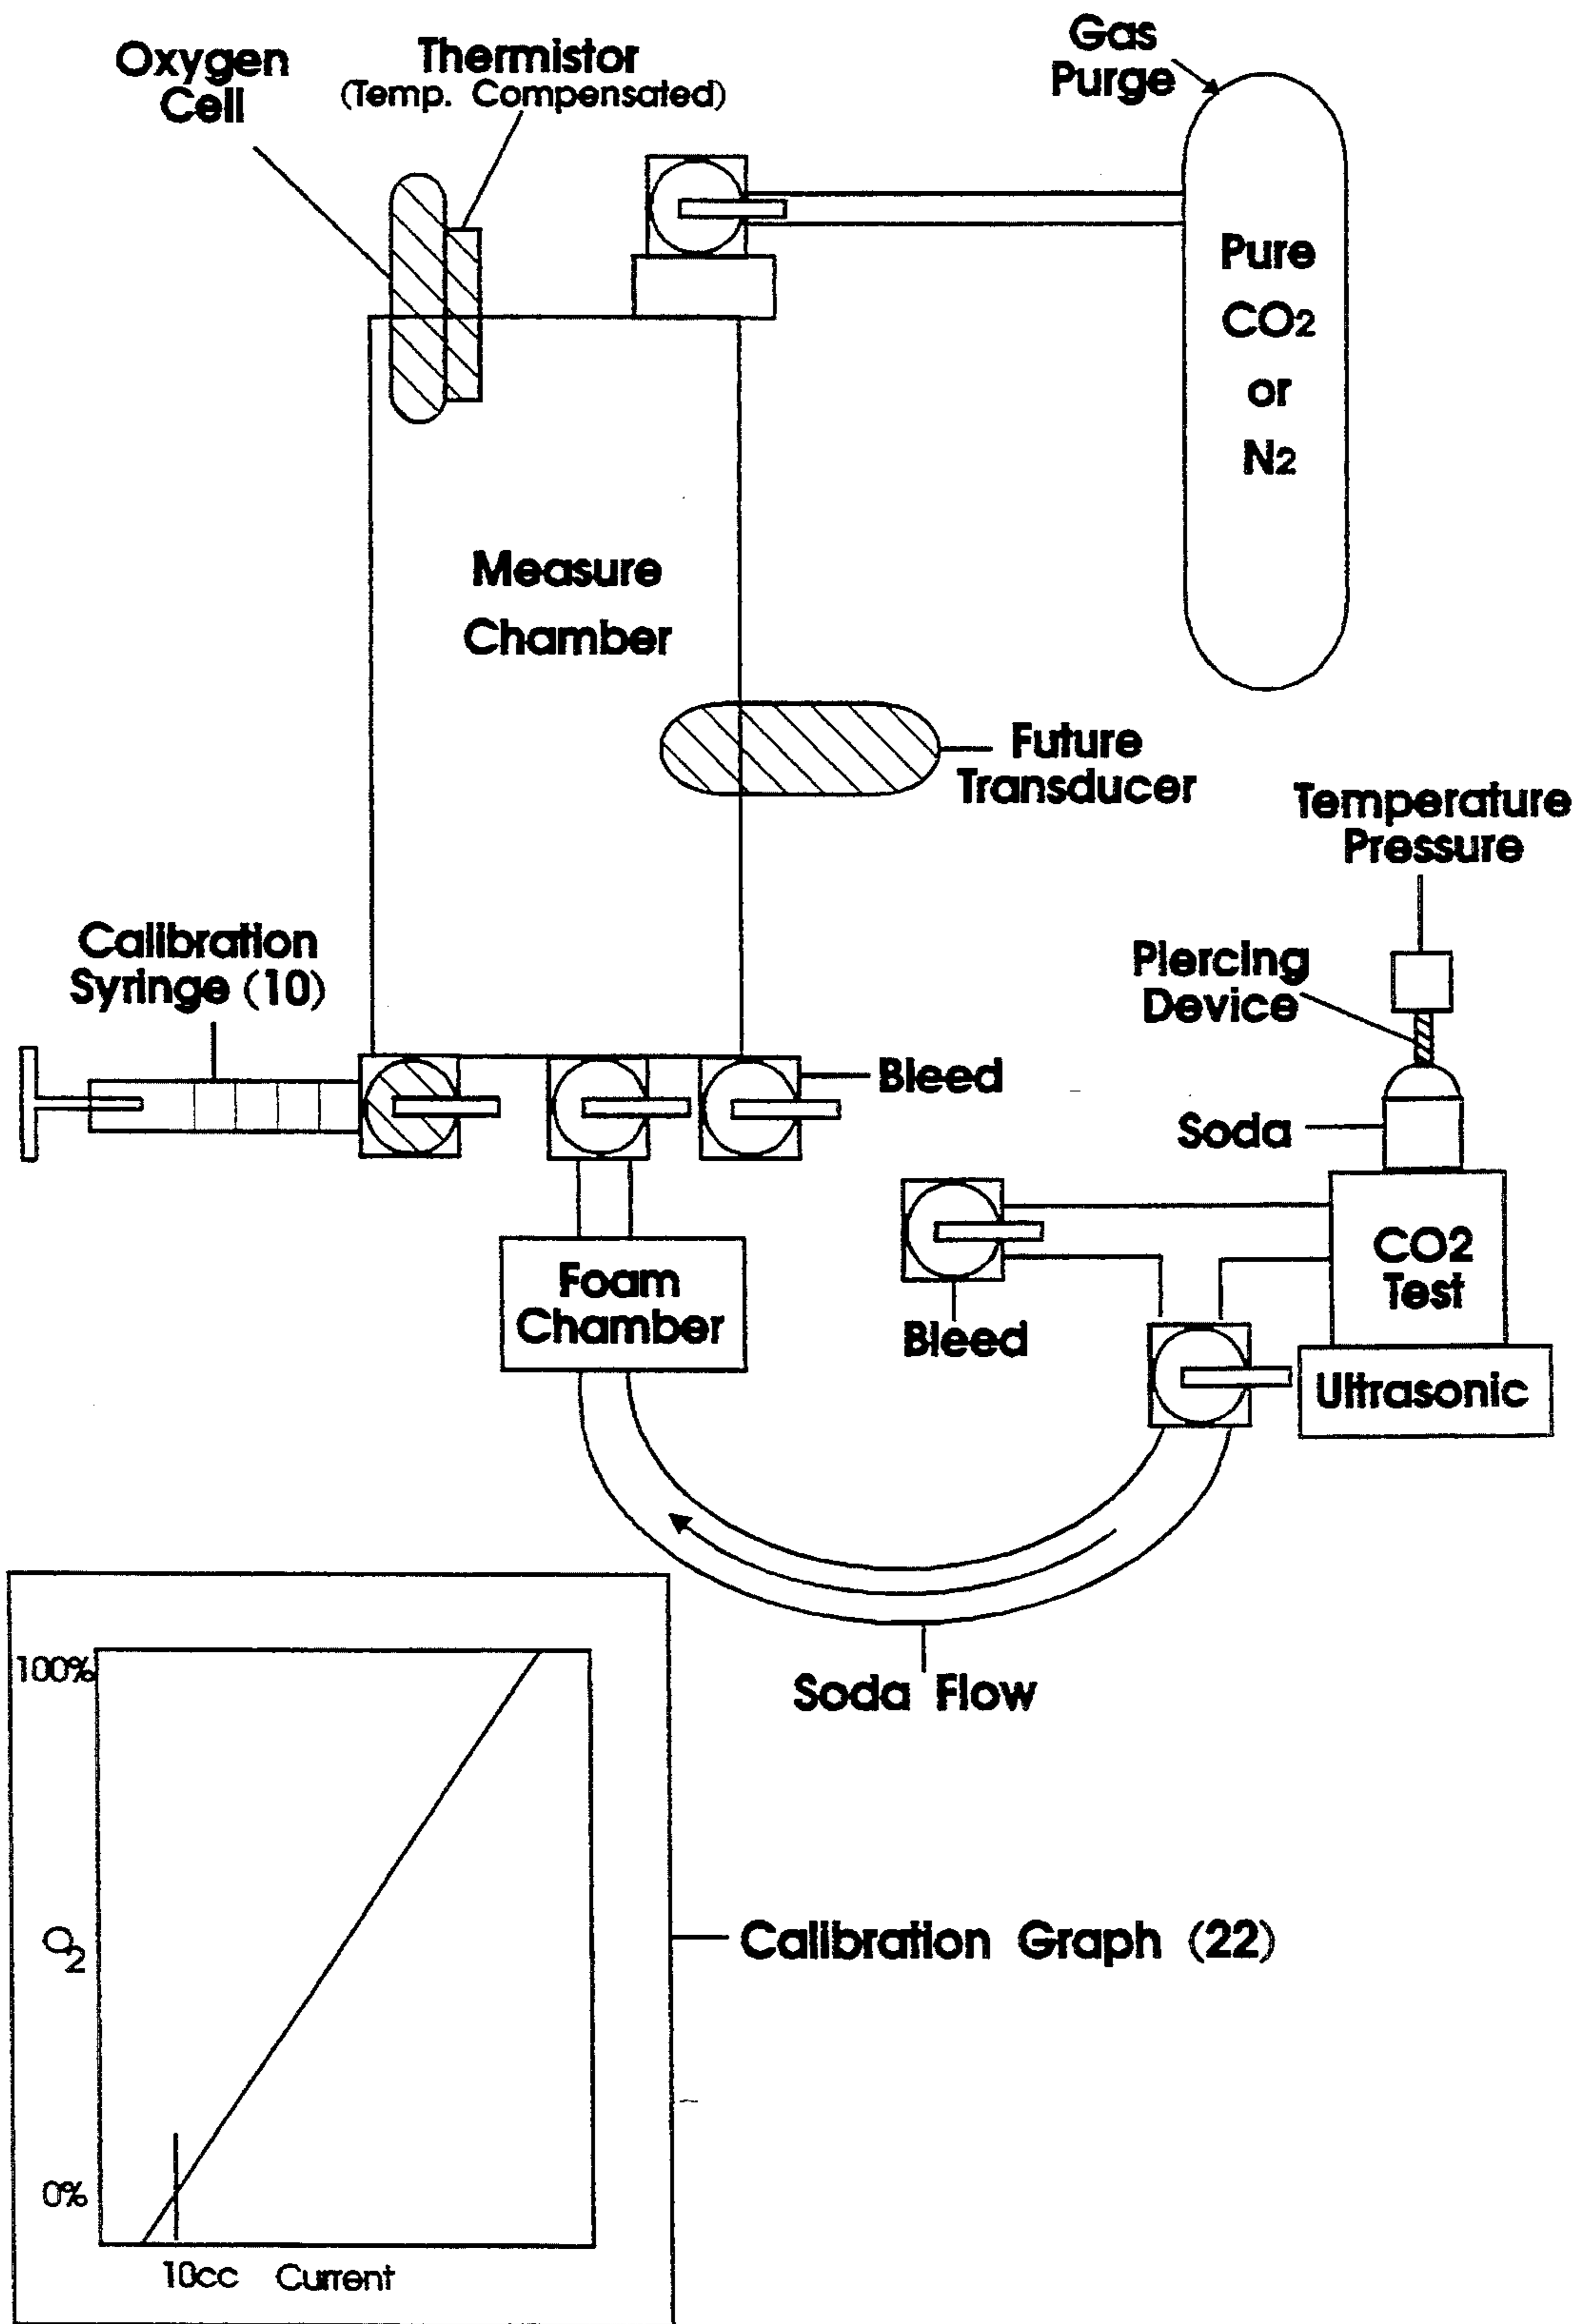 Oxygen
Cell
Thermistor
(Temp. Compensated)
Gas
Purge
Pure
CO2
or
N2
Measure
Chamber
Future
Transducer
Temperature
Pressure
Calibration
Syringe (10)
Piercing
Device
Bleed
Soda
Foam
Chamber
Bleed
CO2
Test
Ultrasonic
Soda Flow
100%
O2
0%
10cc Current
Calibration Graph (22)